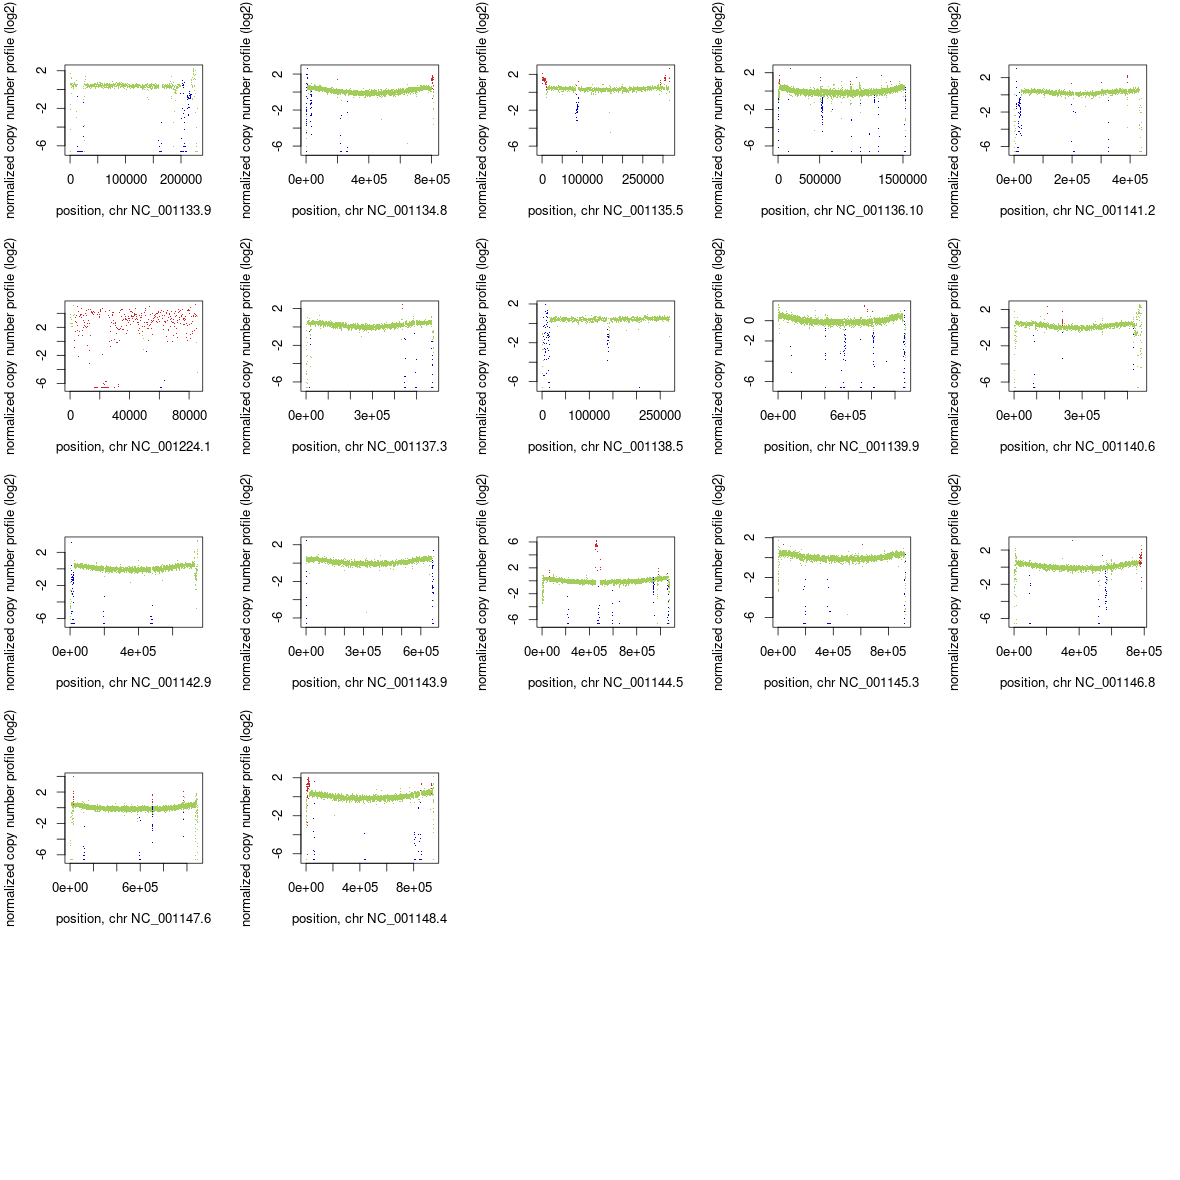 normalized copy number profile (log2)
2
-2
-6
0 100000 200000
position, chr NC_001133.9
normalized copy number profile (log2)
2
-2
-6
0e+00 4e+05 8e+05
position, chr NC_001134.8
normalized copy number profile (log2)
2
-2
-6
0 100000 250000
position, chr NC_001135.5
normalized copy number profile (log2)
2
-2
-6
0 500000 1500000
position, chr NC_001136.10
normalized copy number profile (log2)
2
-2
-6
0e+00 2e+05 4e+05
position, chr NC_001141.2
normalized copy number profile (log2)
2
-2
-6
0 40000 80000
position, chr NC_001224.1
normalized copy number profile (log2)
2
-2
-6
0e+00 3e+05
position, chr NC_001137.3
normalized copy number profile (log2)
2
-2
-6
0 100000 250000
position, chr NC_001138.5
normalized copy number profile (log2)
0
-2
-6
0e+00 6e+05
position, chr NC_001139.9
normalized copy number profile (log2)
2
-2
-6
0e+00 3e+05
position, chr NC_001140.6
normalized copy number profile (log2)
2
-2
-6
0e+00 4e+05
position, chr NC_001142.9
normalized copy number profile (log2)
2
-2
-6
0e+00 3e+05 6e+05
position, chr NC_001143.9
normalized copy number profile (log2)
6
2
-2
-6
0e+00 4e+05 8e+05
position, chr NC_001144.5
normalized copy number profile (log2)
2
-2
-6
0e+00 4e+05 8e+05
position, chr NC_001145.3
normalized copy number profile (log2)
2
-2
-6
0e+00 4e+05 8e+05
position, chr NC_001146.8
normalized copy number profile (log2)
2
-2
-6
0e+00 6e+05
position, chr NC_001147.6
normalized copy number profile (log2)
2
-2
-6
0e+00 4e+05 8e+05
position, chr NC_001148.4